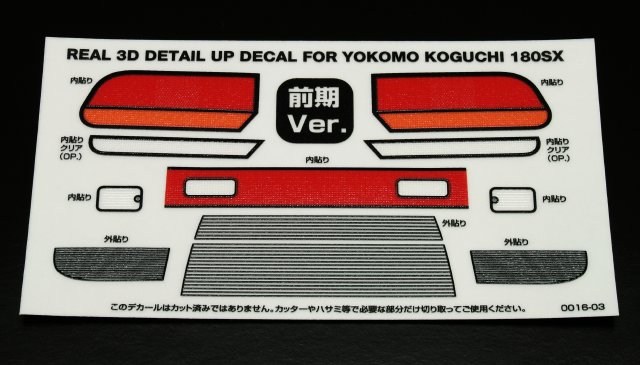 REAL 3D DETAIL UP DECAL FOR YOKOMO KOGUCHI 180SX
内貼り
前期
Ver.
内貼り
内貼り
クリア
(OP.)
内貼り
内貼り
クリア
(OP.)
内貼り
内貼り
外貼り
外貼り
外貼り
このデカールはカット済みではありません。カッターやハサミ等で必要な部分だけ切り取ってご使用ください。
0016-03